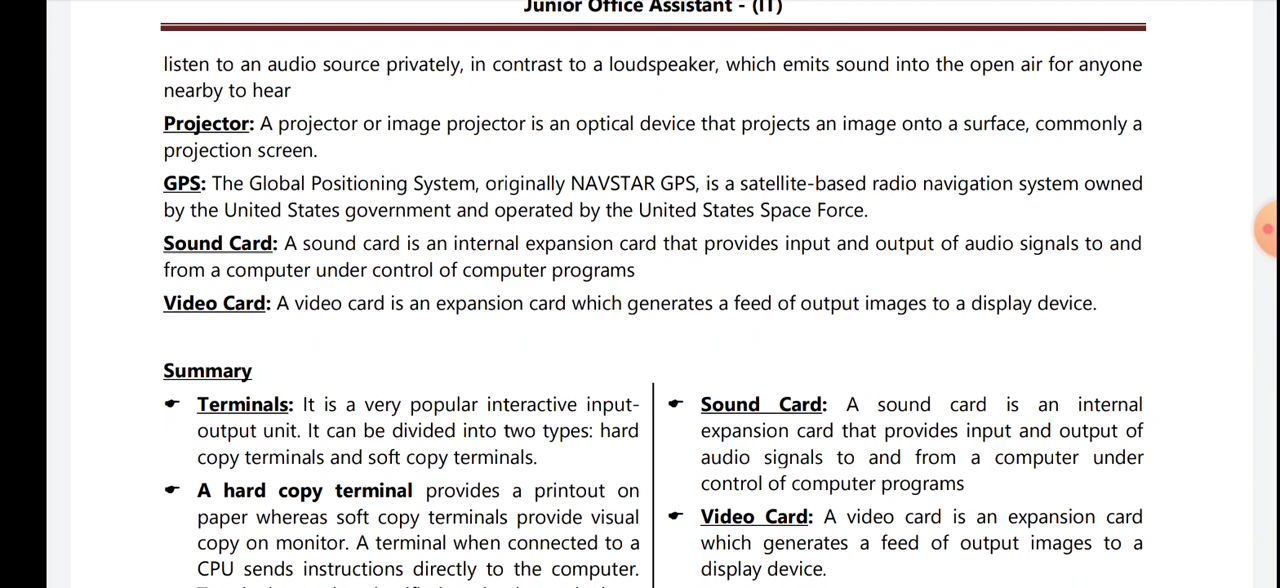 Junior Office Assistant - (IT)
listen to an audio source privately, in contrast to a loudspeaker, which emits sound into the open air for anyone
nearby to hear
Projector: A projector or image projector is an optical device that projects an image onto a surface, commonly a
projection screen.
GPS: The Global Positioning System, originally NAVSTAR GPS, is a satellite-based radio navigation system owned
by the United States government and operated by the United States Space Force.
Sound Card: A sound card is an internal expansion card that provides input and output of audio signals to and
from a computer under control of computer programs
Video Card: A video card is an expansion card which generates a feed of output images to a display device.
Summary
Terminals: It is a very popular interactive input-
output unit. It can be divided into two types: hard
copy terminals and soft copy terminals.
A hard copy terminal provides a printout on
paper whereas soft copy terminals provide visual
copy on monitor. A terminal when connected to a
CPU sends instructions directly to the computer.
Sound Card: A sound card is an internal
expansion card that provides input and output of
audio signals to and from a computer under
control of computer programs
Video Card: A video card is an expansion card
which generates a feed of output images to a
display device.